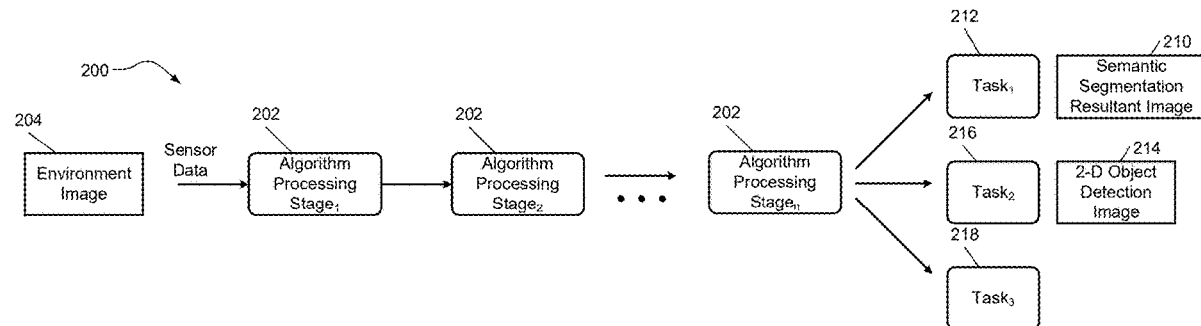 212
210
200
Task₁
Semantic
Segmentation
Resultant Image
204
202
202
202
216
214
Environment
Image
Sensor
Data
Algorithm
Processing
Stage₁
Algorithm
Processing
Stage₂
• • •
Algorithm
Processing
Stageₙ
Task₂
2-D Object
Detection
Image
218
Task₃